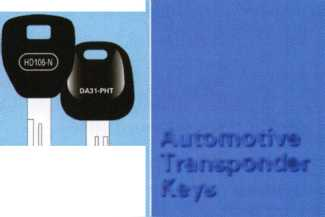 HD106-N
DA31-PHT
Automotive
Transponder
Keys